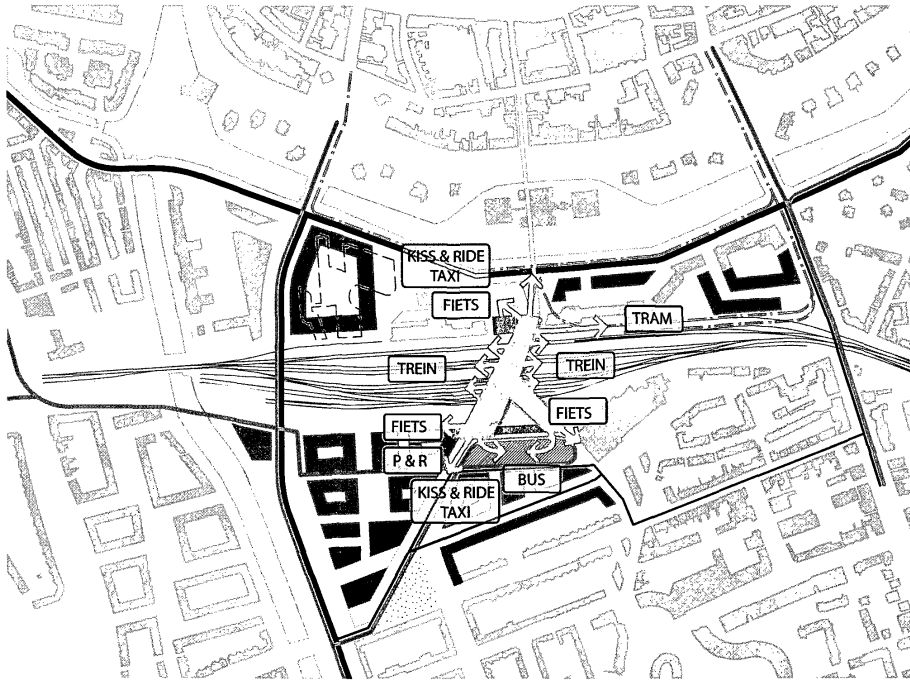 KISS & RIDE
TAXI
FIETS
TRAM
TREIN
TREIN
FIETS
FIETS
P & R
BUS
KISS & RIDE
TAXI